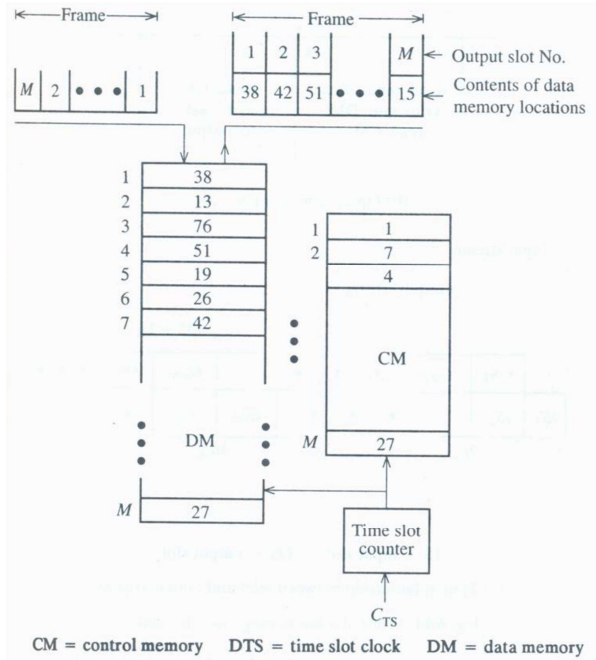 Frame
Frame
1 2 3 M Output slot No.
M 2 1
38 42 51 15 Contents of data
memory locations
1 38
2 13
3 76
4 51
5 19
6 26
7 42
DM
M 27
1 1
2 7
4
CM
M 27
Time slot
counter
CTS
CM = control memory DTS = time slot clock DM = data memory